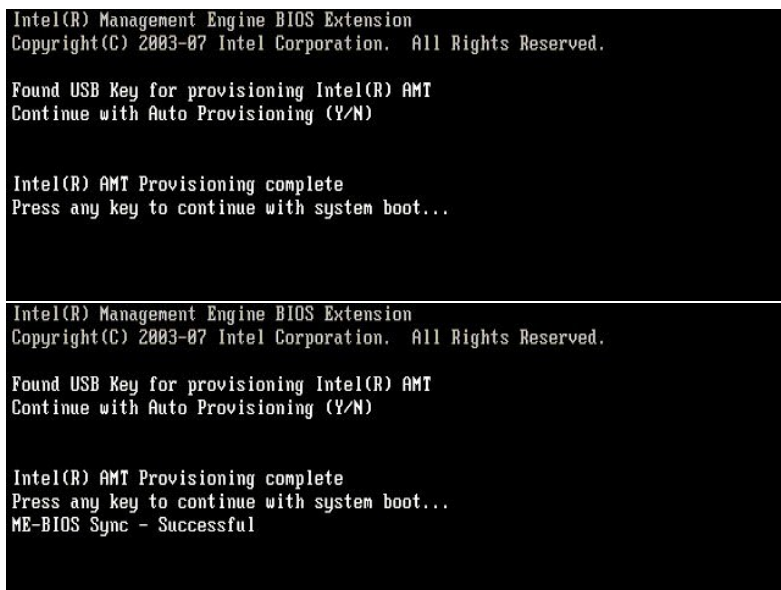 Intel(R) Management Engine BIOS Extension
Copyright(C) 2003-07 Intel Corporation.  All Rights Reserved.
Found USB Key for provisioning Intel(R) AMT
Continue with Auto Provisioning (Y/N)
Intel(R) AMT Provisioning complete
Press any key to continue with system boot...
Intel(R) Management Engine BIOS Extension
Copyright(C) 2003-07 Intel Corporation.  All Rights Reserved.
Found USB Key for provisioning Intel(R) AMT
Continue with Auto Provisioning (Y/N)
Intel(R) AMT Provisioning complete
Press any key to continue with system boot...
ME-BIOS Sync - Successful